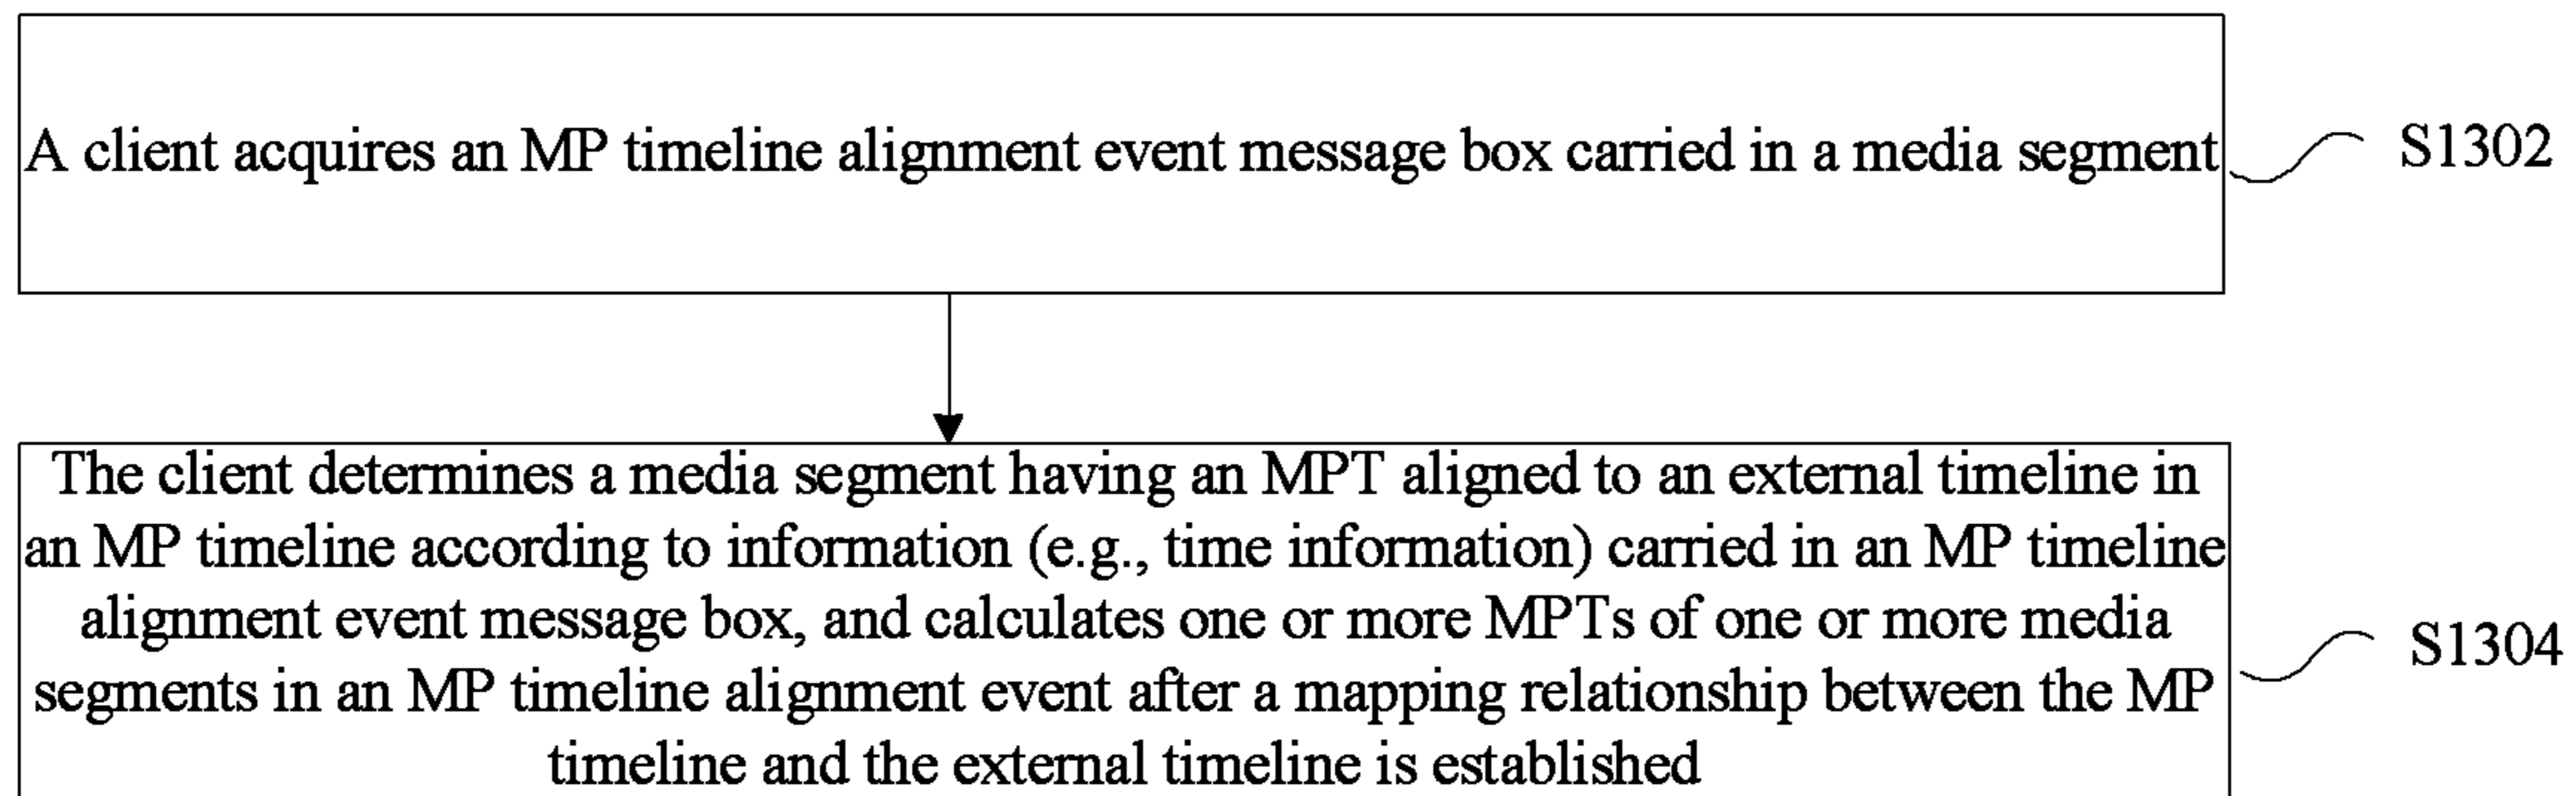 A client acquires an MP timeline alignment event message box carried in a media segment
S1302
The client determines a media segment having an MPT aligned to an external timeline in
an MP timeline according to information (e.g., time information) carried in an MP timeline
alignment event message box, and calculates one or more MPTs of one or more media
segments in an MP timeline alignment event after a mapping relationship between the MP
timeline and the external timeline is established
S1304